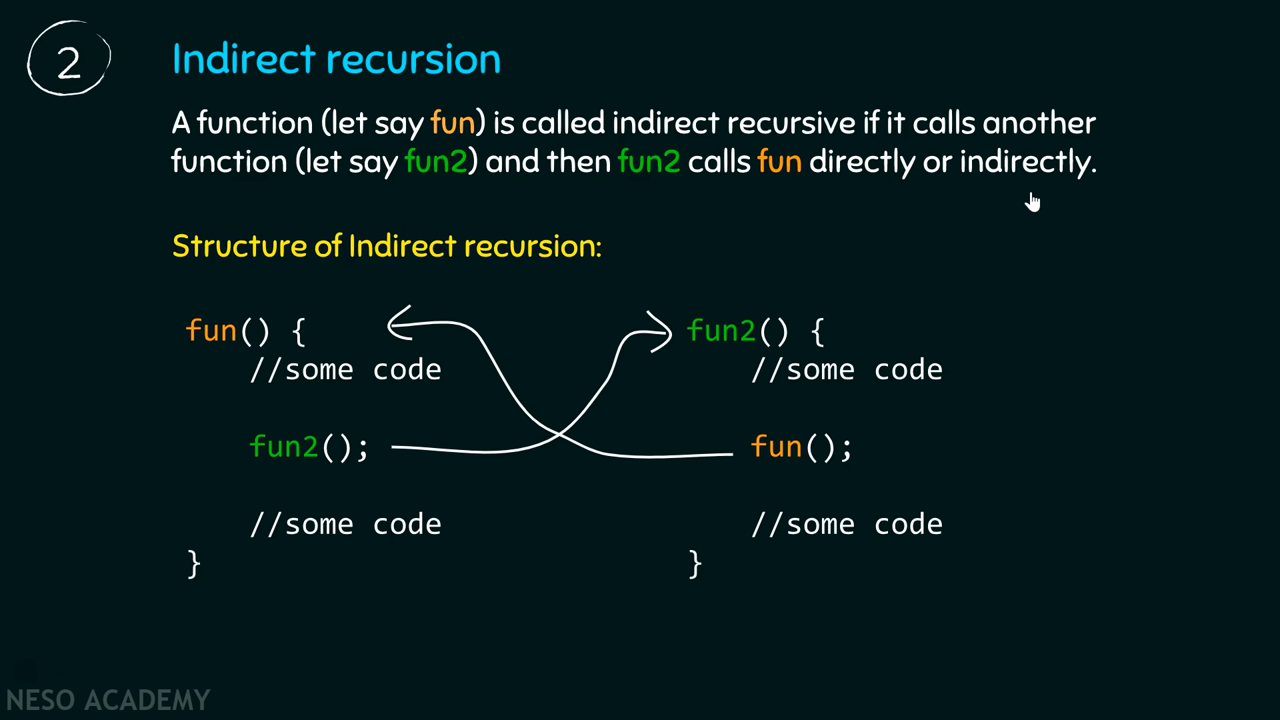 2
Indirect recursion
A function (let say fun) is called indirect recursive if it calls another
function (let say fun2) and then fun2 calls fun directly or indirectly.
Structure of Indirect recursion:
fun() {
//some code
fun2();
//some code
}
fun2() {
//some code
fun();
//some code
}
NESO ACADEMY